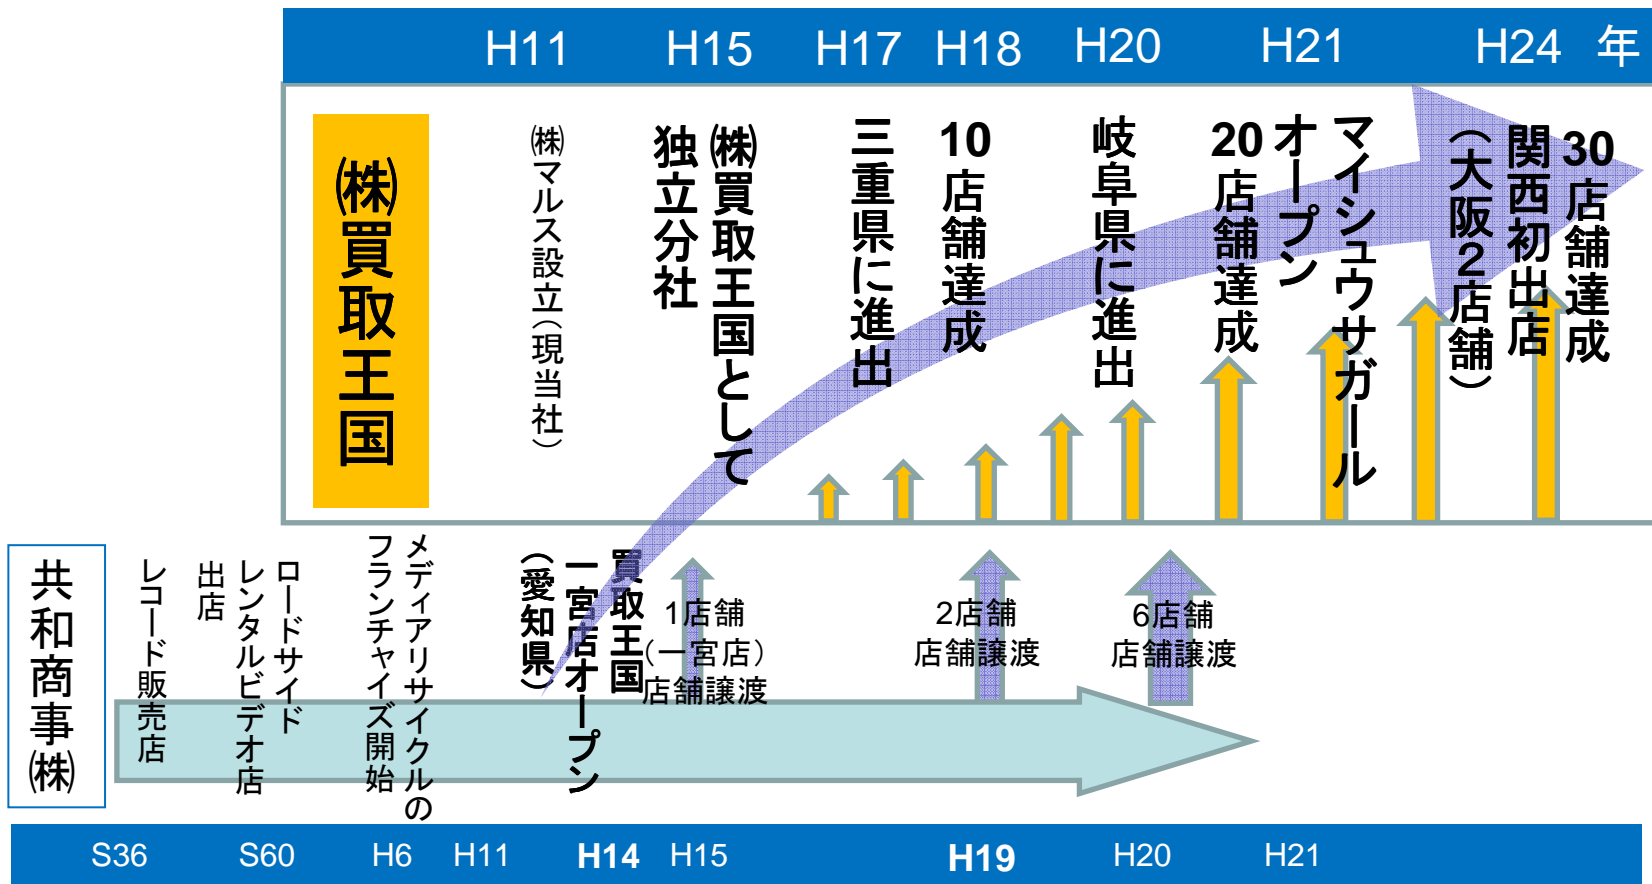 H11 H15 H17 H18 H20 H21 H24 年
㈱買取王国
㈱マルス設立(現当社)
㈱買取王国として
独立分社
三重県に進出
10店舗達成
岐阜県に進出
20店舗達成
マイシュウサガール
オープン
30店舗達成
関西初出店
(大阪2店舗)
共和商事㈱
レコード販売店
ロードサイド
レンタルビデオ店
出店
メディアリサイクルの
フランチャイズ開始
買取王国
一宮店オープン
(愛知県)
1店舗
(一宮店)
店舗譲渡
2店舗
店舗譲渡
6店舗
店舗譲渡
S36 S60 H6 H11 H14 H15 H19 H20 H21